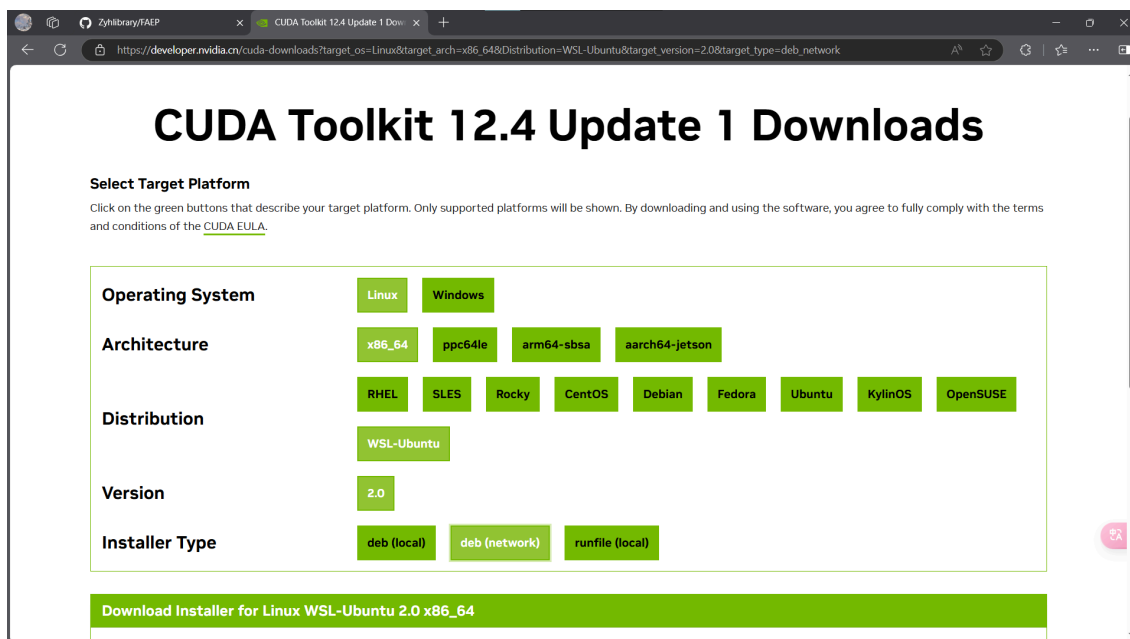 Zyhlibrary/FAEP
CUDA Toolkit 12.4 Update 1 Dow
https://developer.nvidia.cn/cuda-downloads?target_os=Linux&target_arch=x86_64&Distribution=WSL-Ubuntu&target_version=2.0&target_type=deb_network
CUDA Toolkit 12.4 Update 1 Downloads
Select Target Platform
Click on the green buttons that describe your target platform. Only supported platforms will be shown. By downloading and using the software, you agree to fully comply with the terms
and conditions of the CUDA EULA.
Operating System Linux Windows
Architecture x86_64 ppc64le arm64-sbsa aarch64-jetson
RHEL SLES Rocky CentOS Debian Fedora Ubuntu KylinOS OpenSUSE
Distribution
WSL-Ubuntu
Version 2.0
Installer Type deb (local) deb (network) runfile (local)
Download Installer for Linux WSL-Ubuntu 2.0 x86_64